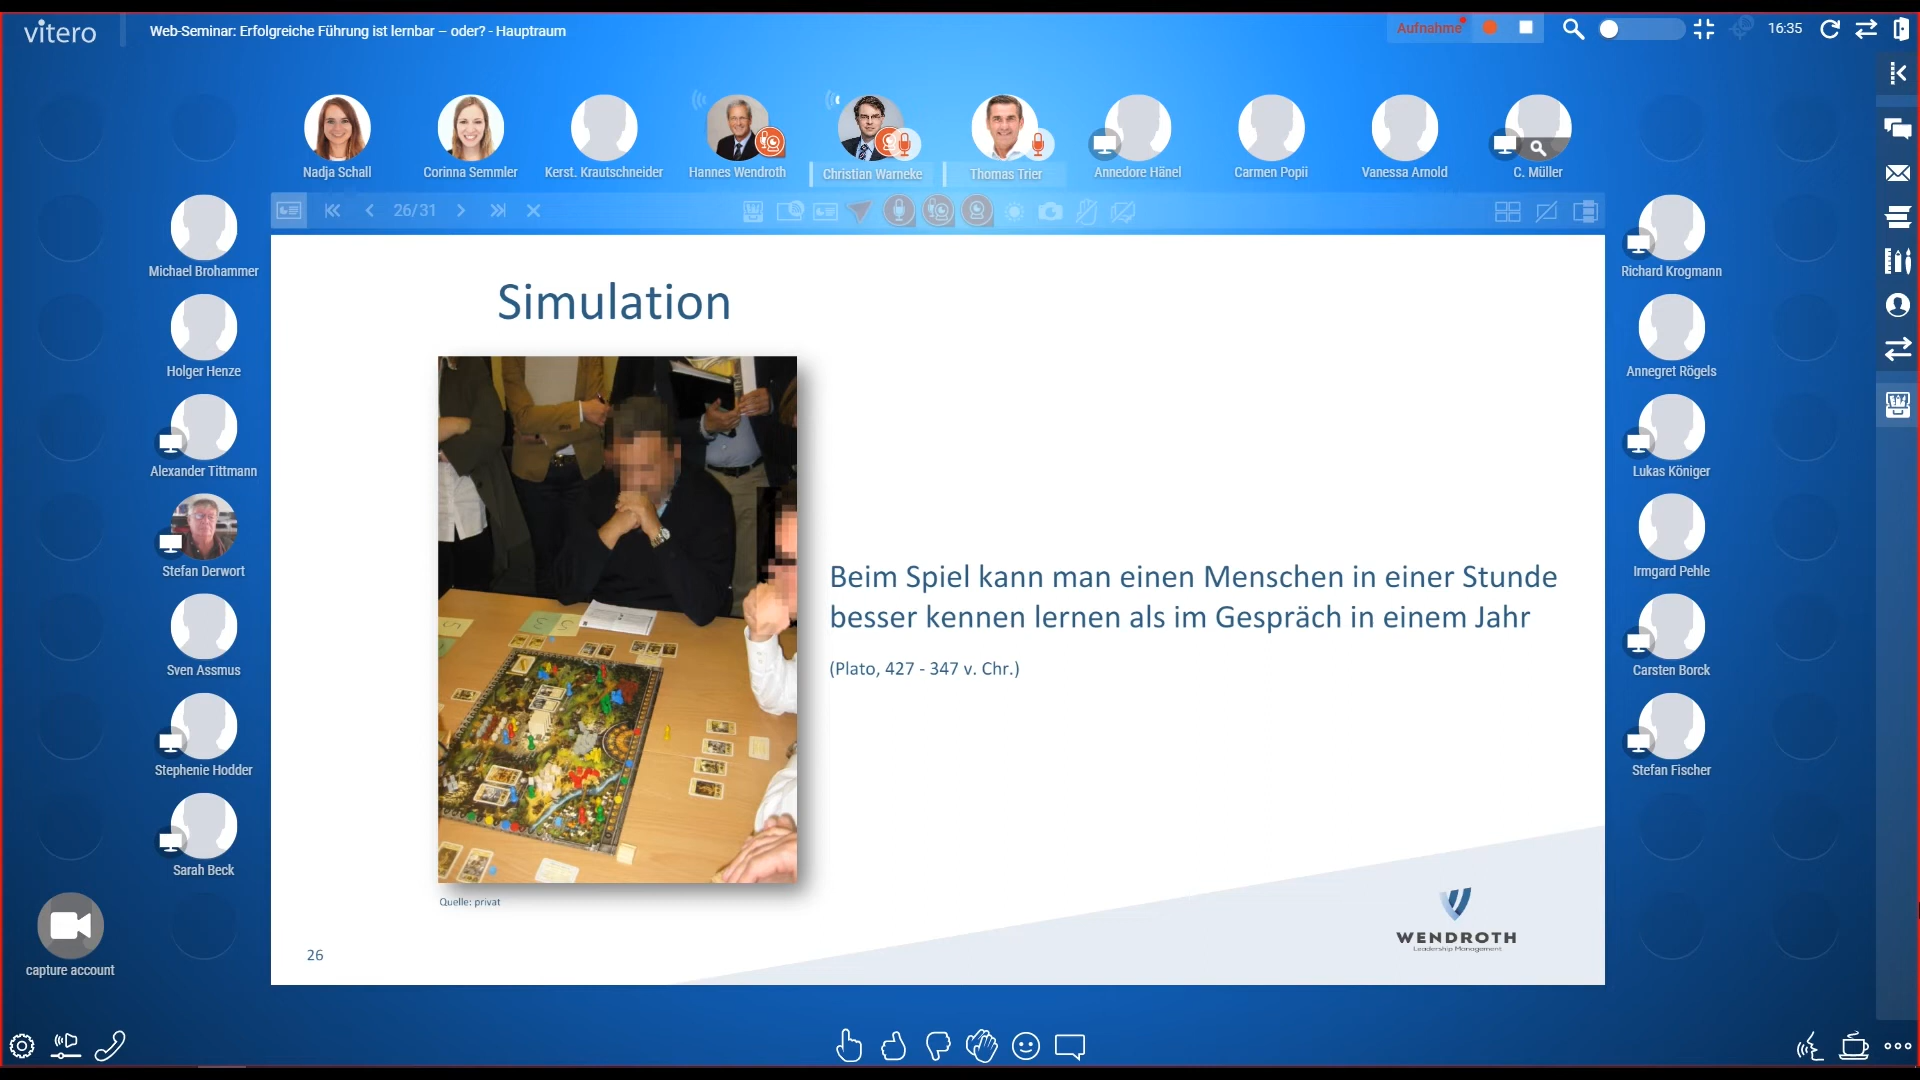 vitero
Web-Seminar: Erfolgreiche Führung ist lernbar – oder? - Hauptraum
Aufnahme
16:35
Nadja Schall
Corinna Semmler
Kerst. Krautschneider
Hannes Wendroth
Christian Warneke
Thomas Trier
Annedore Hänel
Carmen Popii
Vanessa Arnold
C. Müller
26/31
Michael Brohammer
Holger Henze
Alexander Tittmann
Stefan Derwort
Sven Assmus
Stephenie Hodder
Sarah Beck
capture account
Simulation
Beim Spiel kann man einen Menschen in einer Stunde
besser kennen lernen als im Gespräch in einem Jahr
(Plato, 427 - 347 v. Chr.)
Quelle: privat
26
WENDROTH
Leadership Management
Richard Krogmann
Annegret Rögels
Lukas Königer
Irmgard Pehle
Carsten Borck
Stefan Fischer